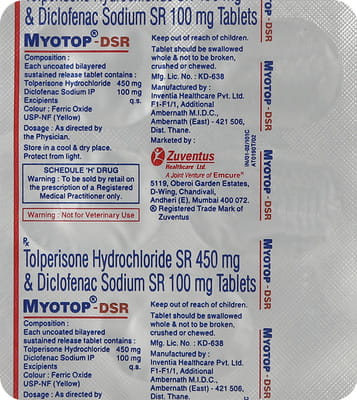 Tolperisone Hydrochloride SR 450 mg
& Diclofenac Sodium SR 100 mg Tablets
MYOTOP®-DSR
Composition :
Each uncoated bilayered
sustained release tablet contains :
Tolperisone Hydrochloride 450 mg
Diclofenac Sodium IP 100 mg
Excipients q.s.
Colour : Ferric Oxide
USP-NF (Yellow)
Dosage : As directed by
the Physician.
Store in a cool & dry place.
Protect from light.
SCHEDULE 'H' DRUG
Warning : To be sold by retail on
the prescription of a Registered
Medical Practitioner only.
Warning : Not for Veterinary Use
Keep out of reach of children.
Tablet should be swallowed
whole & not to be broken,
crushed or chewed.
Mfg. Lic. No. : KD-638
Manufactured by :
Inventia Healthcare Pvt. Ltd.
F1-F1/1, Additional
Ambernath M.I.D.C.,
Ambernath (East) - 421 506,
Dist. Thane.
Marketed by :
Zuventus
Healthcare Ltd.
A Joint Venture of Emcure®
5119, Oberoi Garden Estates,
D-Wing, Chandivali,
Andheri (E), Mumbai 400 072.
® Registered Trade Mark of
Zuventus
-DSR
MYOTOP®-DSR
MYOTOP®-DSR
Rx
Tolperisone Hydrochloride SR 450 mg
& Diclofenac Sodium SR 100 mg Tablets
MYOTOP®-DSR
Composition :
Each uncoated bilayered
sustained release tablet contains :
Tolperisone Hydrochloride 450 mg
Diclofenac Sodium IP 100 mg
Excipients q.s.
Colour : Ferric Oxide
USP-NF (Yellow)
Dosage : As directed by
Keep out of reach of children.
Tablet should be swallowed
whole & not to be broken,
crushed or chewed.
Mfg. Lic. No. : KD-638
Manufactured by :
Inventia Healthcare Pvt. Ltd.
F1-F1/1, Additional
Ambernath M.I.D.C.,
Ambernath (East) - 421 506,
Dist. Thane.
MYOTOP®-DSR
MYOTOP